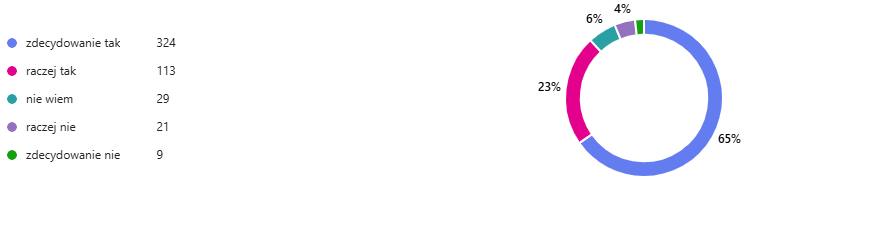 zdecydowanie tak 324
raczej tak 113
nie wiem 29
raczej nie 21
zdecydowanie nie 9
4%
6%
23%
65%